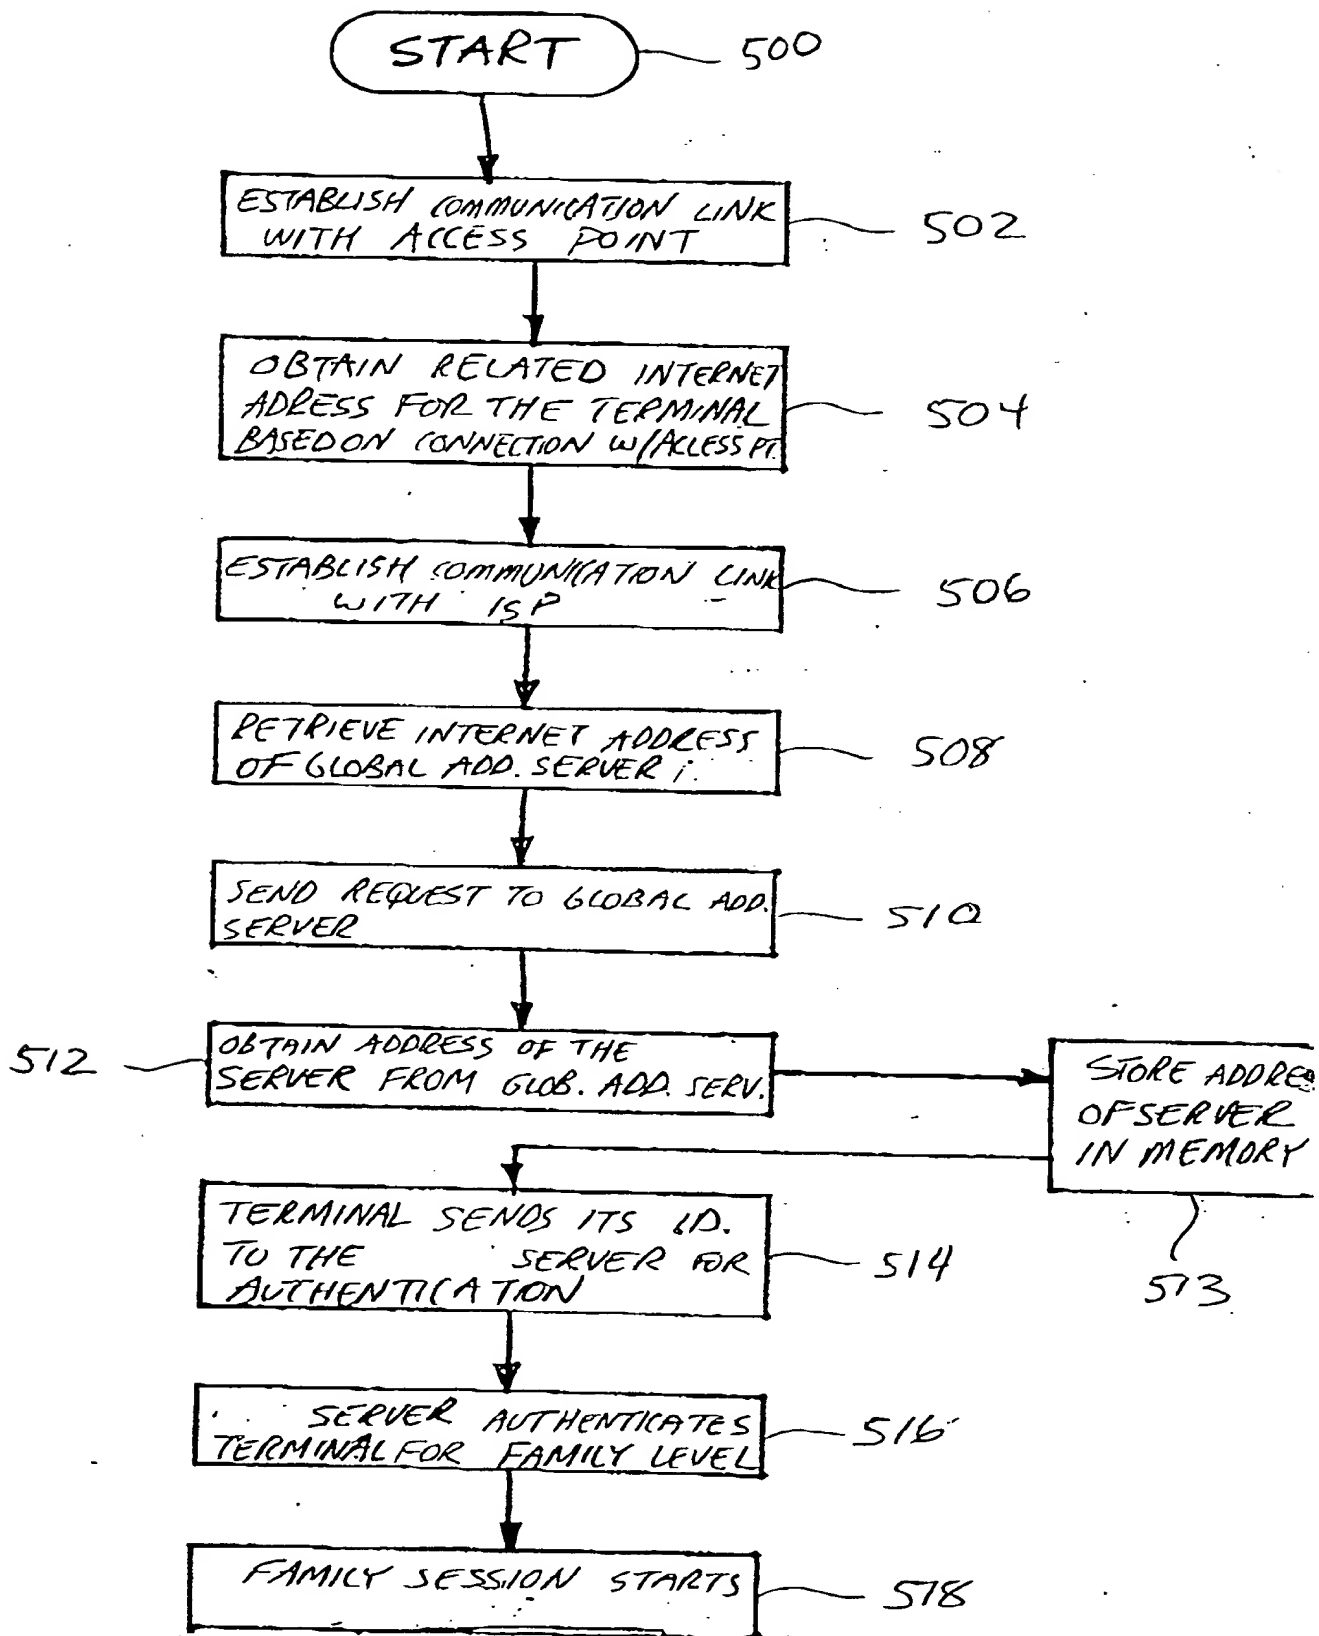 START
500
ESTABLISH COMMUNICATION LINK
WITH ACCESS POINT
502
OBTAIN RELATED INTERNET
ADRESS FOR THE TERMINAL
BASED ON CONNECTION W/ACCESS PT.
504
ESTABLISH COMMUNICATION LINK
WITH ISP
506
RETRIEVE INTERNET ADDRESS
OF GLOBAL ADD. SERVER
508
SEND REQUEST TO GLOBAL ADD.
SERVER
510
512
OBTAIN ADDRESS OF THE
SERVER FROM GLOB. ADD. SERV.
STORE ADDRES
OF SERVER
IN MEMORY
513
TERMINAL SENDS ITS ID.
TO THE SERVER FOR
AUTHENTICATION
514
SERVER AUTHENTICATES
TERMINAL FOR FAMILY LEVEL
516
FAMILY SESSION STARTS
518